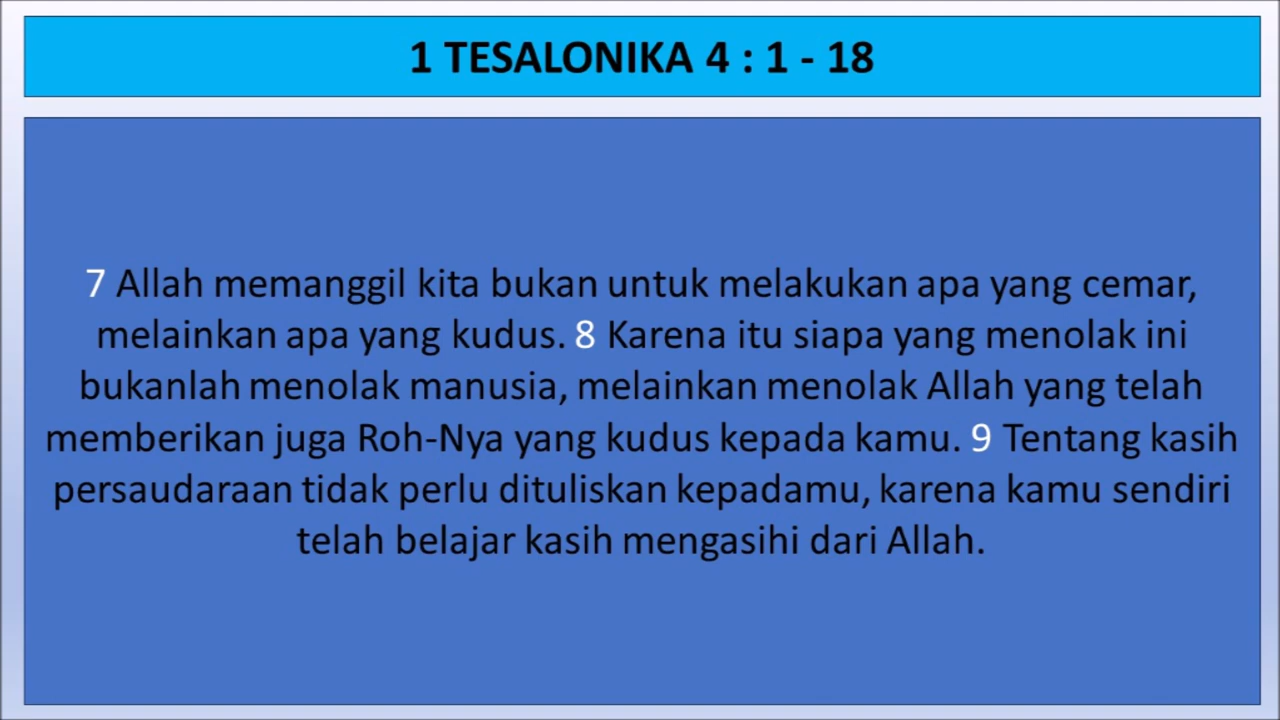 1 TESALONIKA 4 : 1 - 18
7 Allah memanggil kita bukan untuk melakukan apa yang cemar,
melainkan apa yang kudus. 8 Karena itu siapa yang menolak ini
bukanlah menolak manusia, melainkan menolak Allah yang telah
memberikan juga Roh-Nya yang kudus kepada kamu. 9 Tentang kasih
persaudaraan tidak perlu dituliskan kepadamu, karena kamu sendiri
telah belajar kasih mengasihi dari Allah.